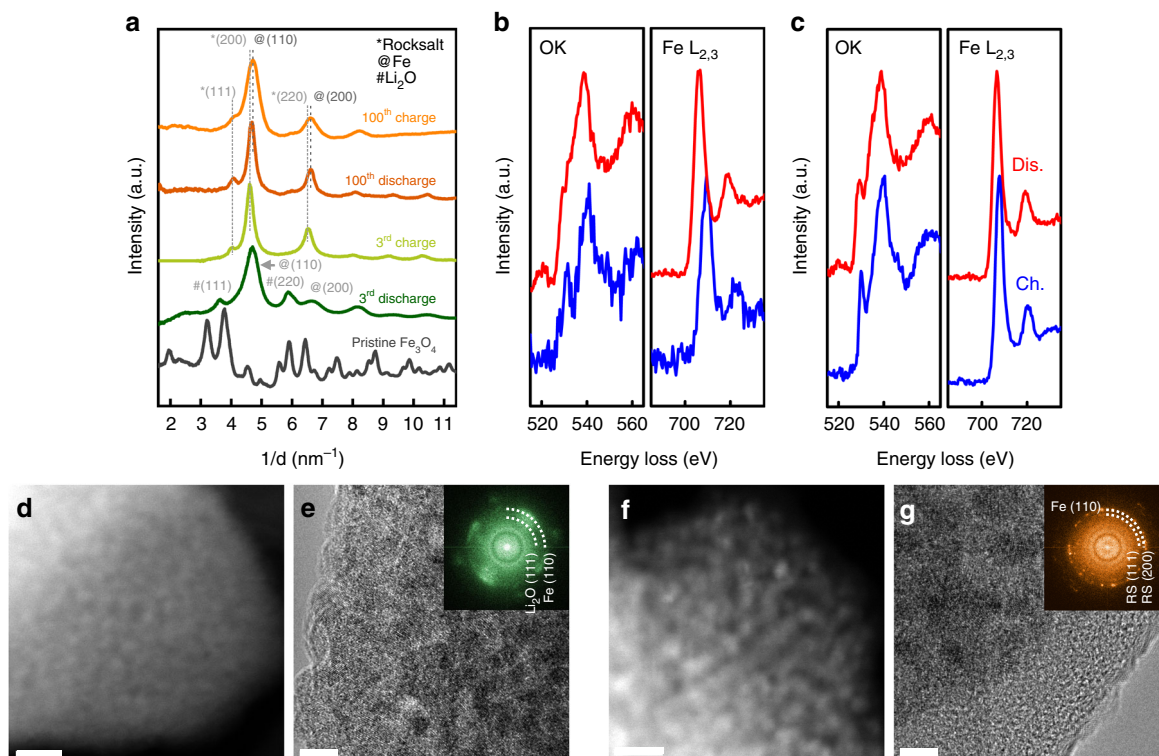 a
*(200) @(110)
*Rocksalt
@Fe
#Li2O
*(111)
*(220)
@(200)
100th charge
100th discharge
3rd charge
@(110)
#(111)
#(220)
@(200)
3rd discharge
Pristine Fe3O4
Intensity (a.u.)
2 3 4 5 6 7 8 9 10 11
1/d (nm−1)
b
OK
Fe L2,3
Intensity (a.u.)
520 540 560 700 720
Energy loss (eV)
c
OK
Fe L2,3
Dis.
Ch.
Intensity (a.u.)
520 540 560 700 720
Energy loss (eV)
d
e
Li2O (111)
Fe (110)
f
g
Fe (110)
RS (111)
RS (200)